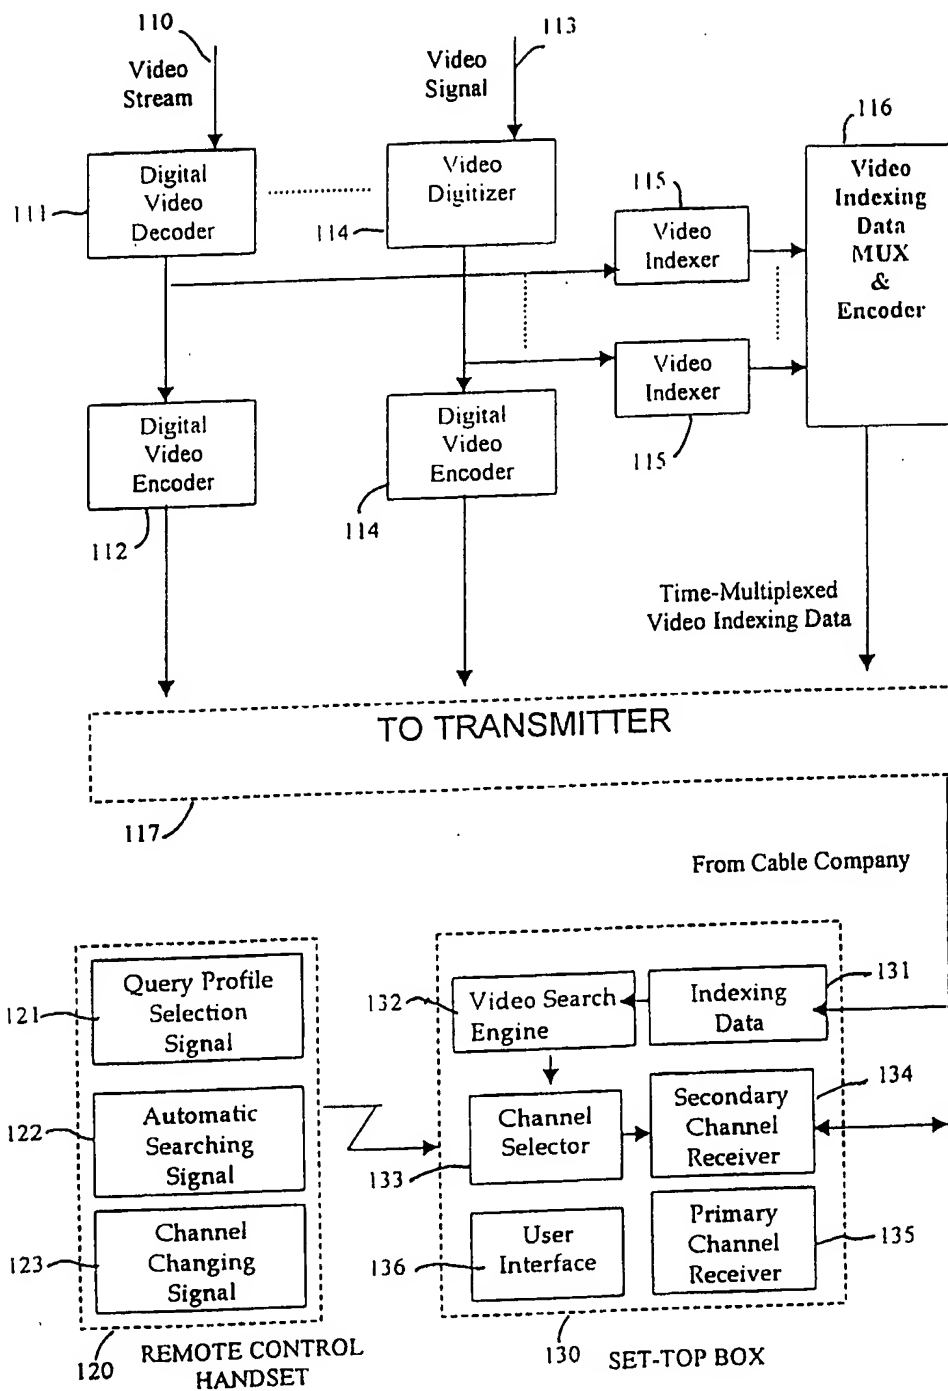 110
113
Video
Stream
Video
Signal
116
Digital
Video
Decoder
Video
Digitizer
Video
Indexing
Data
MUX
&
Encoder
111
114
115
Video
Indexer
Video
Indexer
115
Digital
Video
Encoder
Digital
Video
Encoder
112
114
Time-Multiplexed
Video Indexing Data
TO TRANSMITTER
117
From Cable Company
Query Profile
Selection
Signal
121
132
Video Search
Engine
Indexing
Data
131
Automatic
Searching
Signal
122
Channel
Selector
133
Secondary
Channel
Receiver
134
Channel
Changing
Signal
123
User
Interface
136
Primary
Channel
Receiver
135
120
REMOTE CONTROL
HANDSET
130
SET-TOP BOX